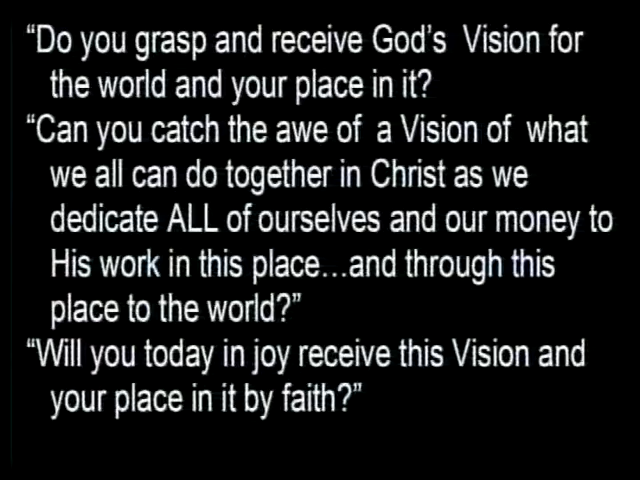 “Do you grasp and receive God’s  Vision for
the world and your place in it?
“Can you catch the awe of  a Vision of  what
we all can do together in Christ as we
dedicate ALL of ourselves and our money to
His work in this place…and through this
place to the world?”
“Will you today in joy receive this Vision and
your place in it by faith?”